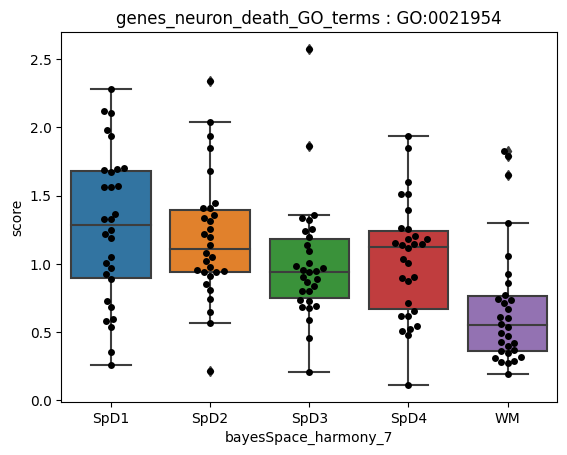 genes_neuron_death_GO_terms : GO:0021954
score
2.5
2.0
1.5
1.0
0.5
0.0
SpD1 SpD2 SpD3 SpD4 WM
bayesSpace_harmony_7